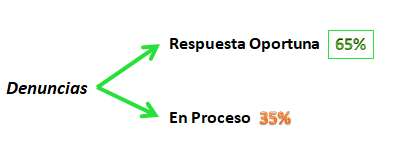 Respuesta Oportuna 65%
Denuncias
En Proceso 35%